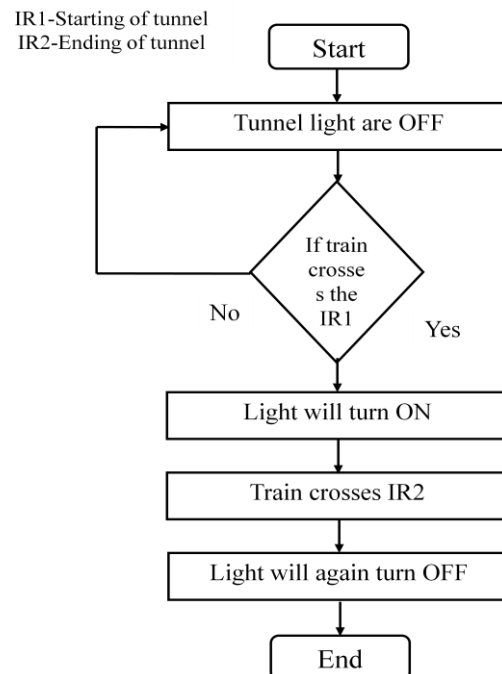 IR1-Starting of tunnel
IR2-Ending of tunnel
Start
Tunnel light are OFF
If train
crosse
s the
IR1
No
Yes
Light will turn ON
Train crosses IR2
Light will again turn OFF
End